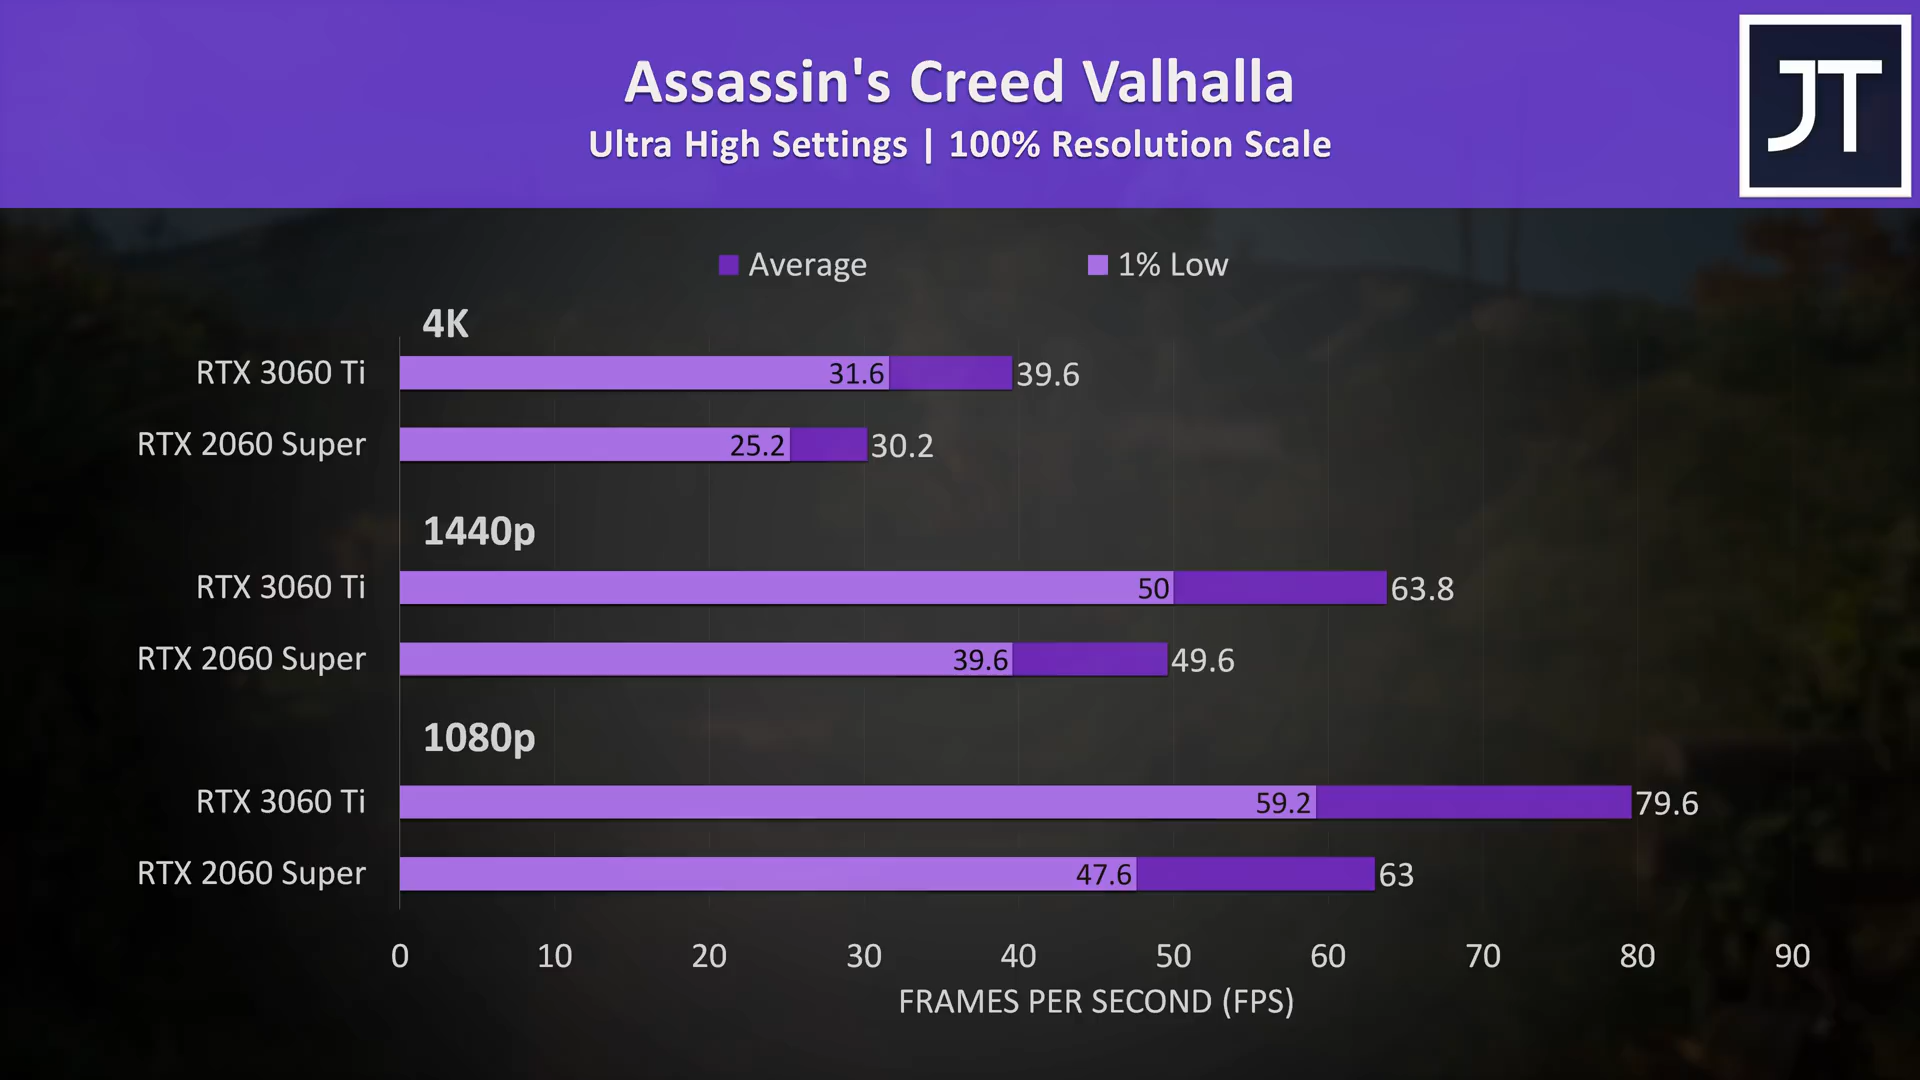 Assassin's Creed Valhalla
Ultra High Settings | 100% Resolution Scale
JT
Average
1% Low
4K
RTX 3060 Ti
31.6
39.6
RTX 2060 Super
25.2
30.2
1440p
RTX 3060 Ti
50
63.8
RTX 2060 Super
39.6
49.6
1080p
RTX 3060 Ti
59.2
79.6
RTX 2060 Super
47.6
63
0 10 20 30 40 50 60 70 80 90
FRAMES PER SECOND (FPS)